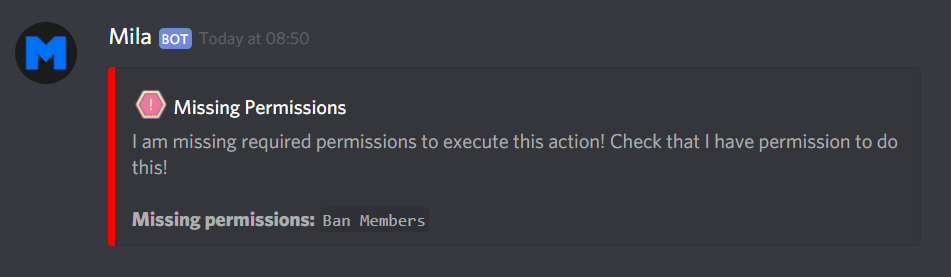 M
Mila BOT Today at 08:50
! Missing Permissions
I am missing required permissions to execute this action! Check that I have permission to do
this!
Missing permissions: Ban Members